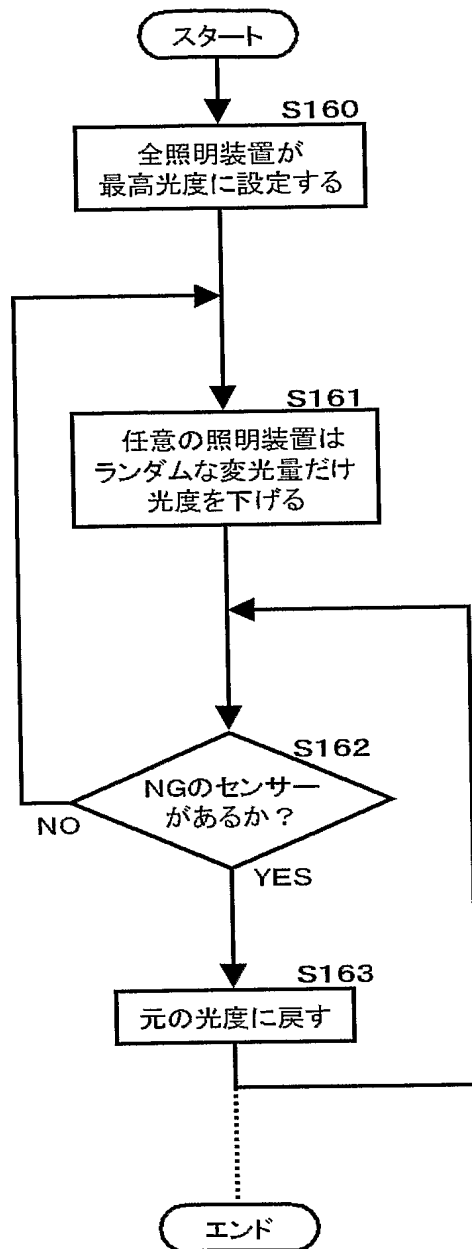 スタート
S160
全照明装置が
最高光度に設定する
S161
任意の照明装置は
ランダムな変光量だけ
光度を下げる
S162
NGのセンサー
があるか？
NO
YES
S163
元の光度に戻す
エンド